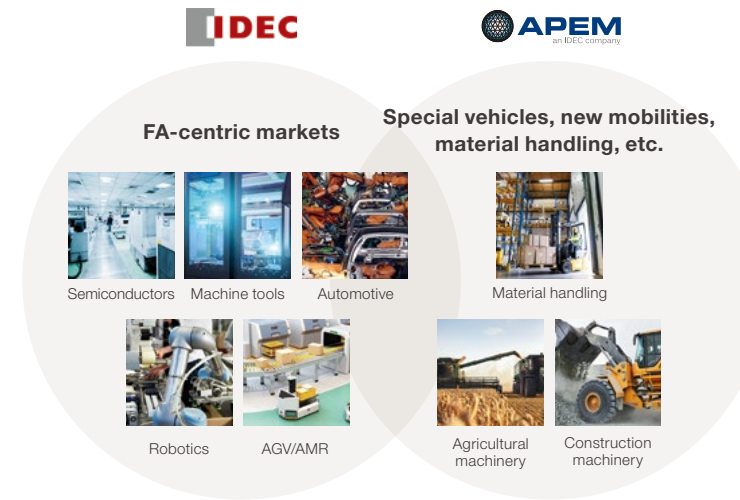 IDEC
APEM
an IDEC company
FA-centric markets
Special vehicles, new mobilities,
material handling, etc.
Semiconductors
Machine tools
Automotive
Material handling
Robotics
AGV/AMR
Agricultural
machinery
Construction
machinery